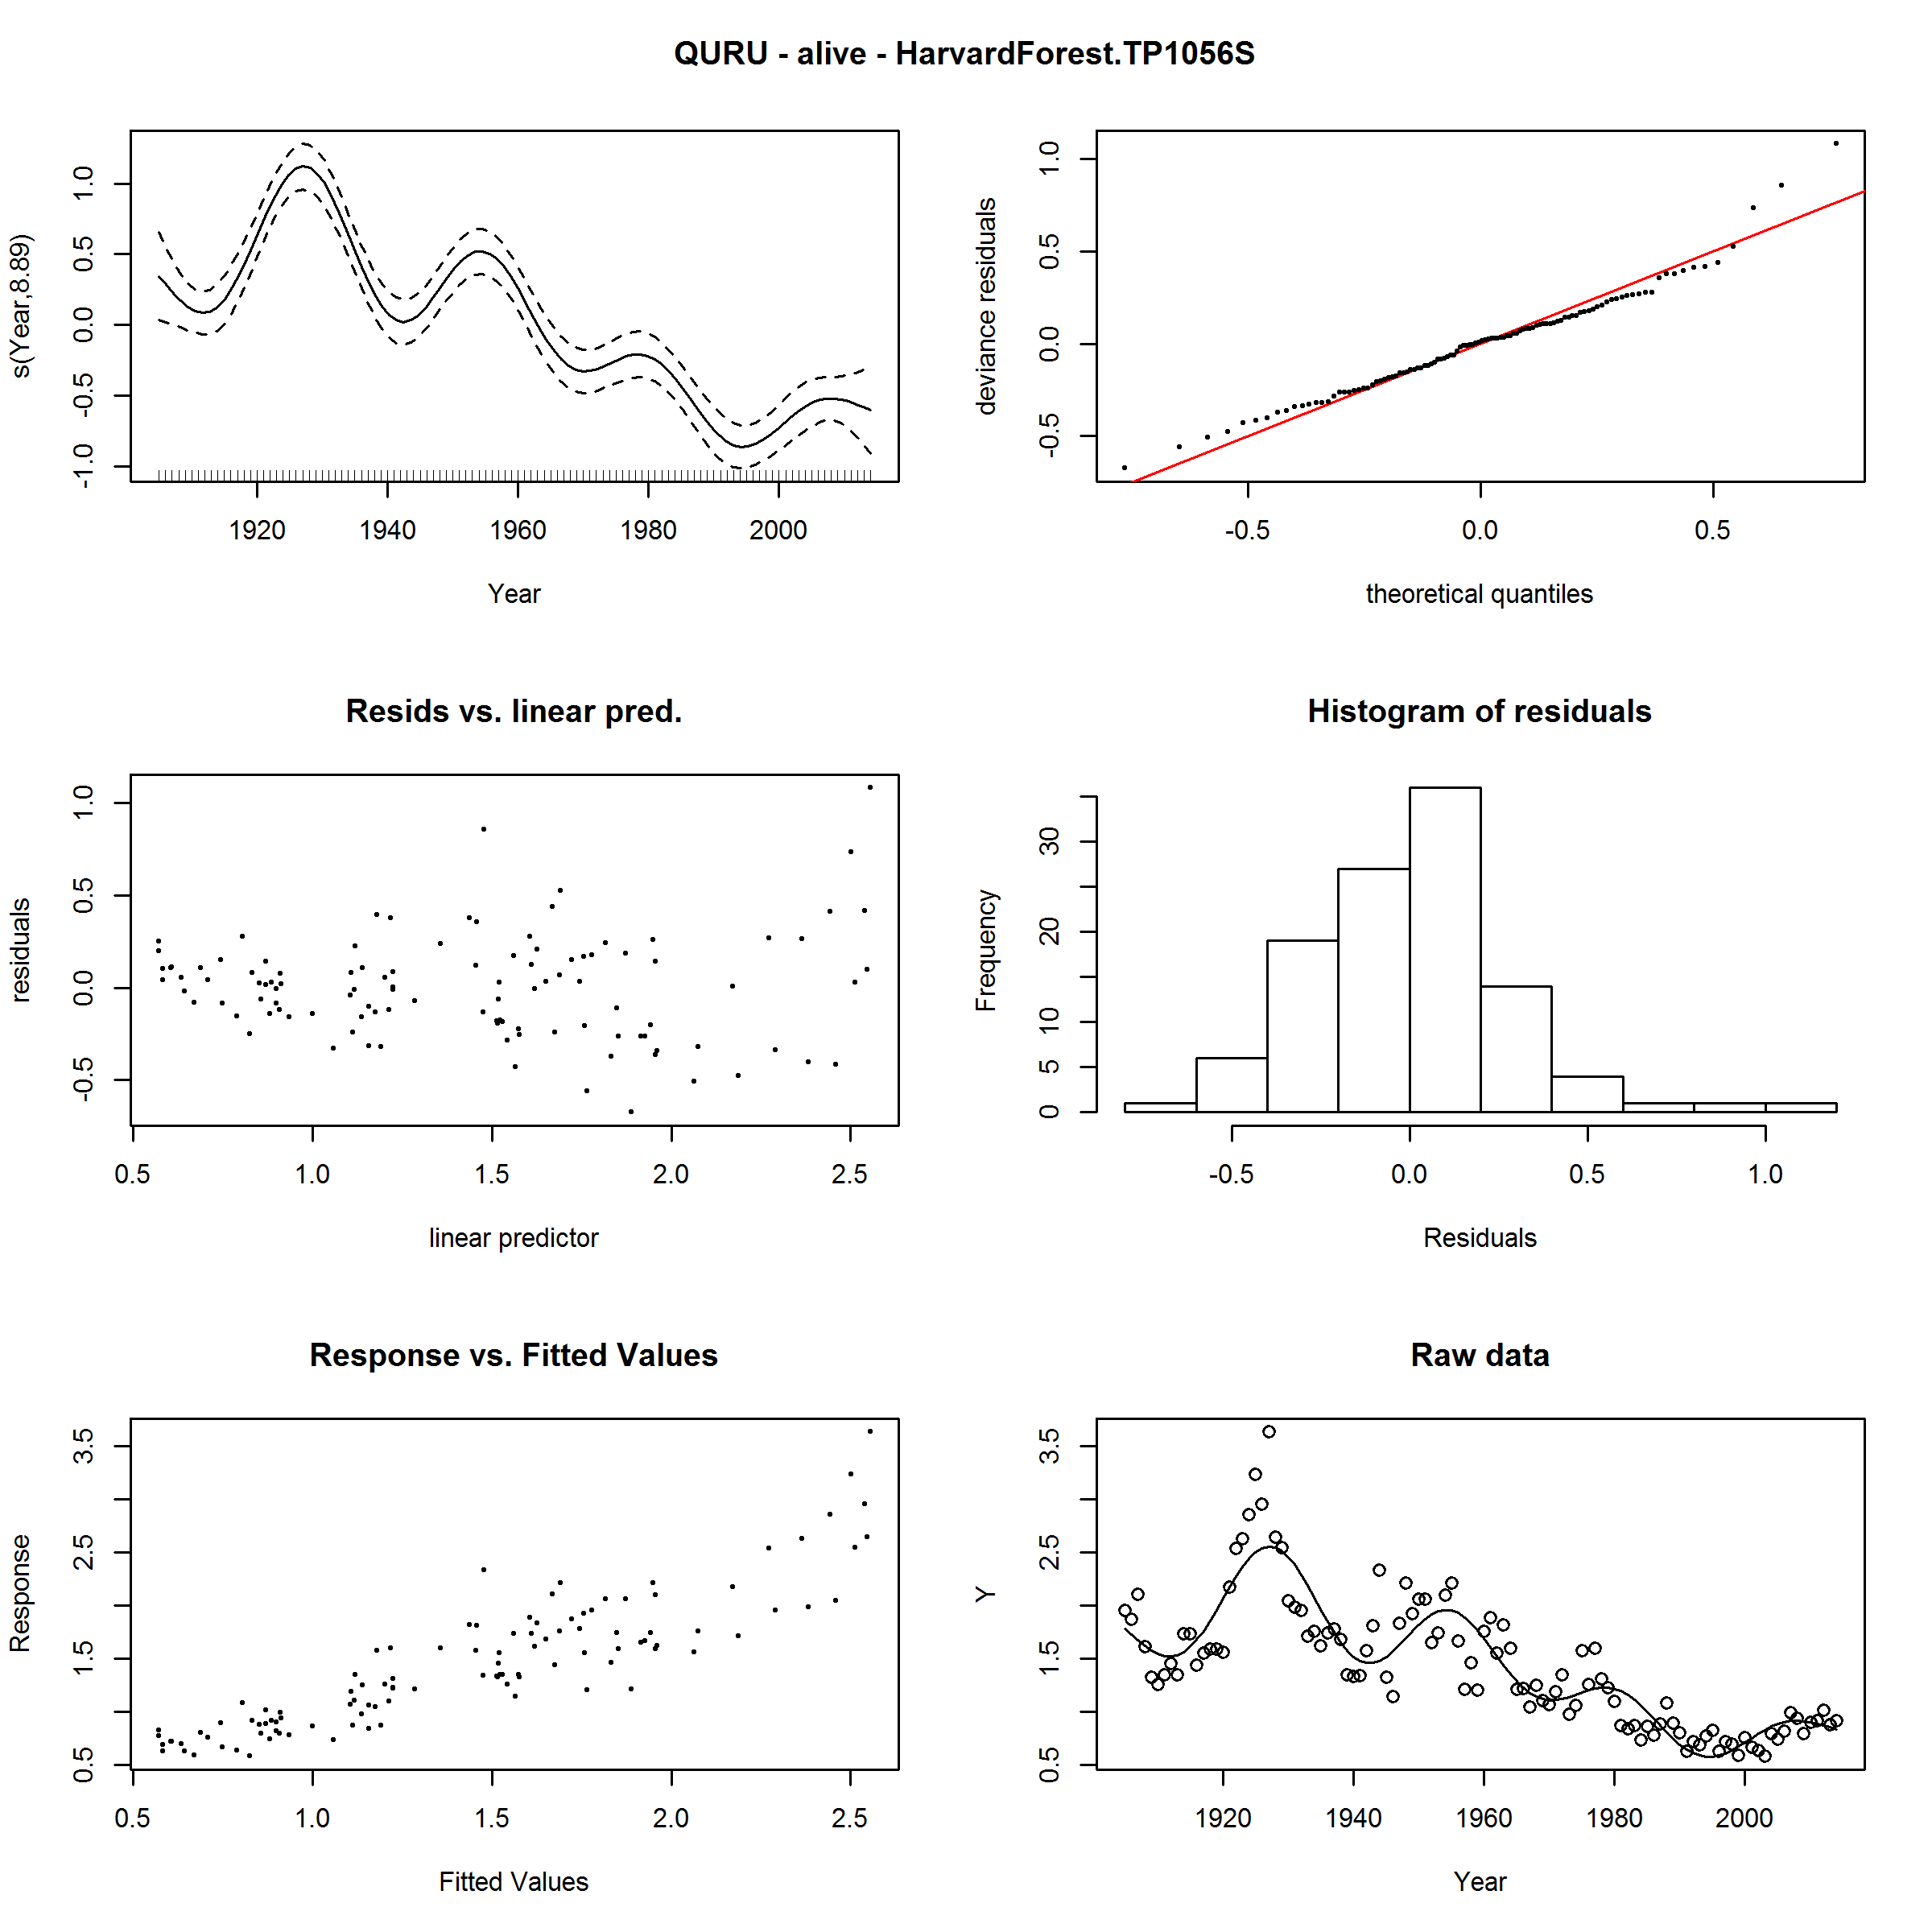 QURU - alive - HarvardForest.TP1056S
s(Year,8.89)
-1.0 -0.5 0.0 0.5 1.0
1920 1940 1960 1980 2000
Year
deviance residuals
-0.5 0.0 0.5 1.0
-0.5 0.0 0.5
theoretical quantiles
Resids vs. linear pred.
residuals
-0.5 0.0 0.5 1.0
0.5 1.0 1.5 2.0 2.5
linear predictor
Histogram of residuals
Frequency
0 5 10 20 30
-0.5 0.0 0.5 1.0
Residuals
Response vs. Fitted Values
Response
0.5 1.5 2.5 3.5
0.5 1.0 1.5 2.0 2.5
Fitted Values
Raw data
Y
0.5 1.5 2.5 3.5
1920 1940 1960 1980 2000
Year